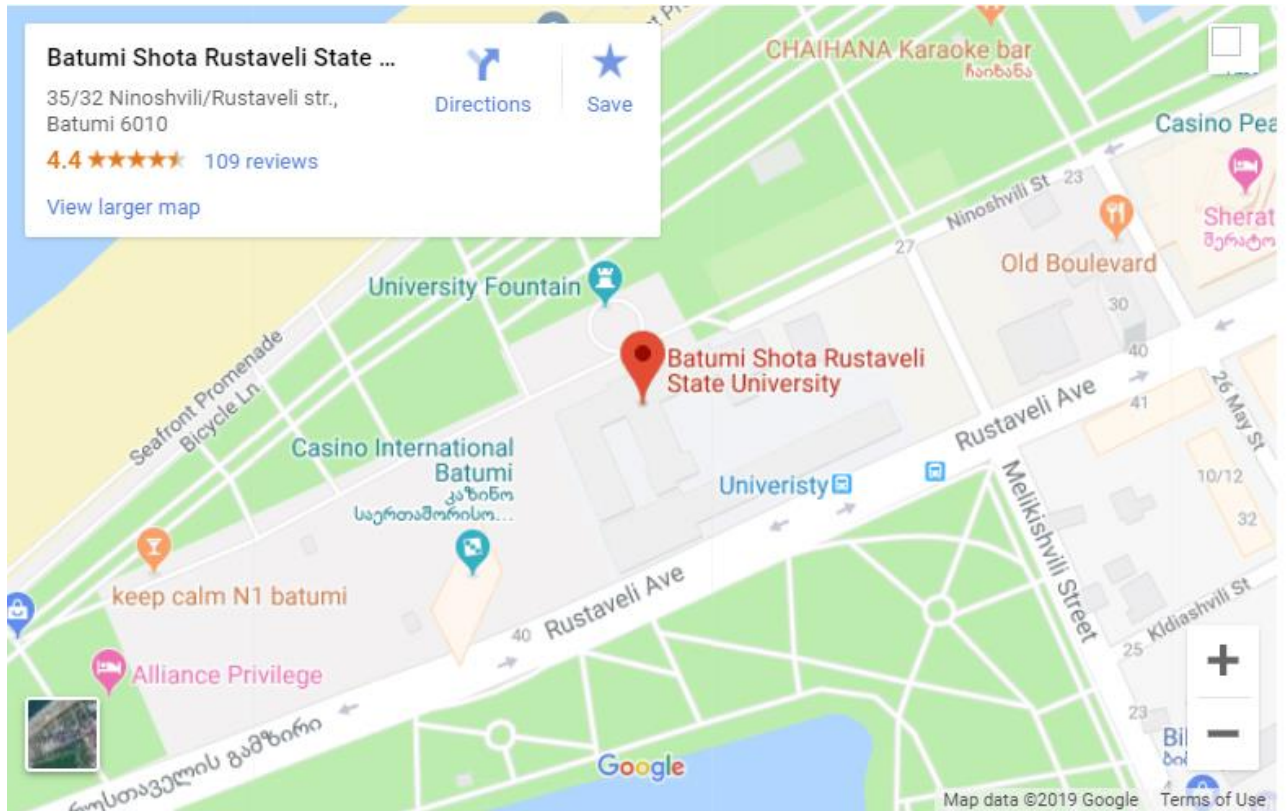 Batumi Shota Rustaveli State ...
35/32 Ninoshvili/Rustaveli str.,
Batumi 6010
4.4
109 reviews
View larger map
Directions
Save
CHAIHANA Karaoke bar
ჩაიხანა
Casino Pea
Sherat
შერატო
Ninoshvili St
23
27
Old Boulevard
30
40
41
University Fountain
Batumi Shota Rustaveli
State University
Seafront Promenade
Bicycle Ln
Casino International
Batumi
კაზინო
საერთაშორისო...
Univeristy
Rustaveli Ave
26 May St
10/12
32
Melikishvili Street
Kldiashvili St
25
23
keep calm N1 batumi
40
Rustaveli Ave
Alliance Privilege
რუსთაველის გამზირი
Google
Bil
+
−
Map data ©2019 Google
Terms of Use